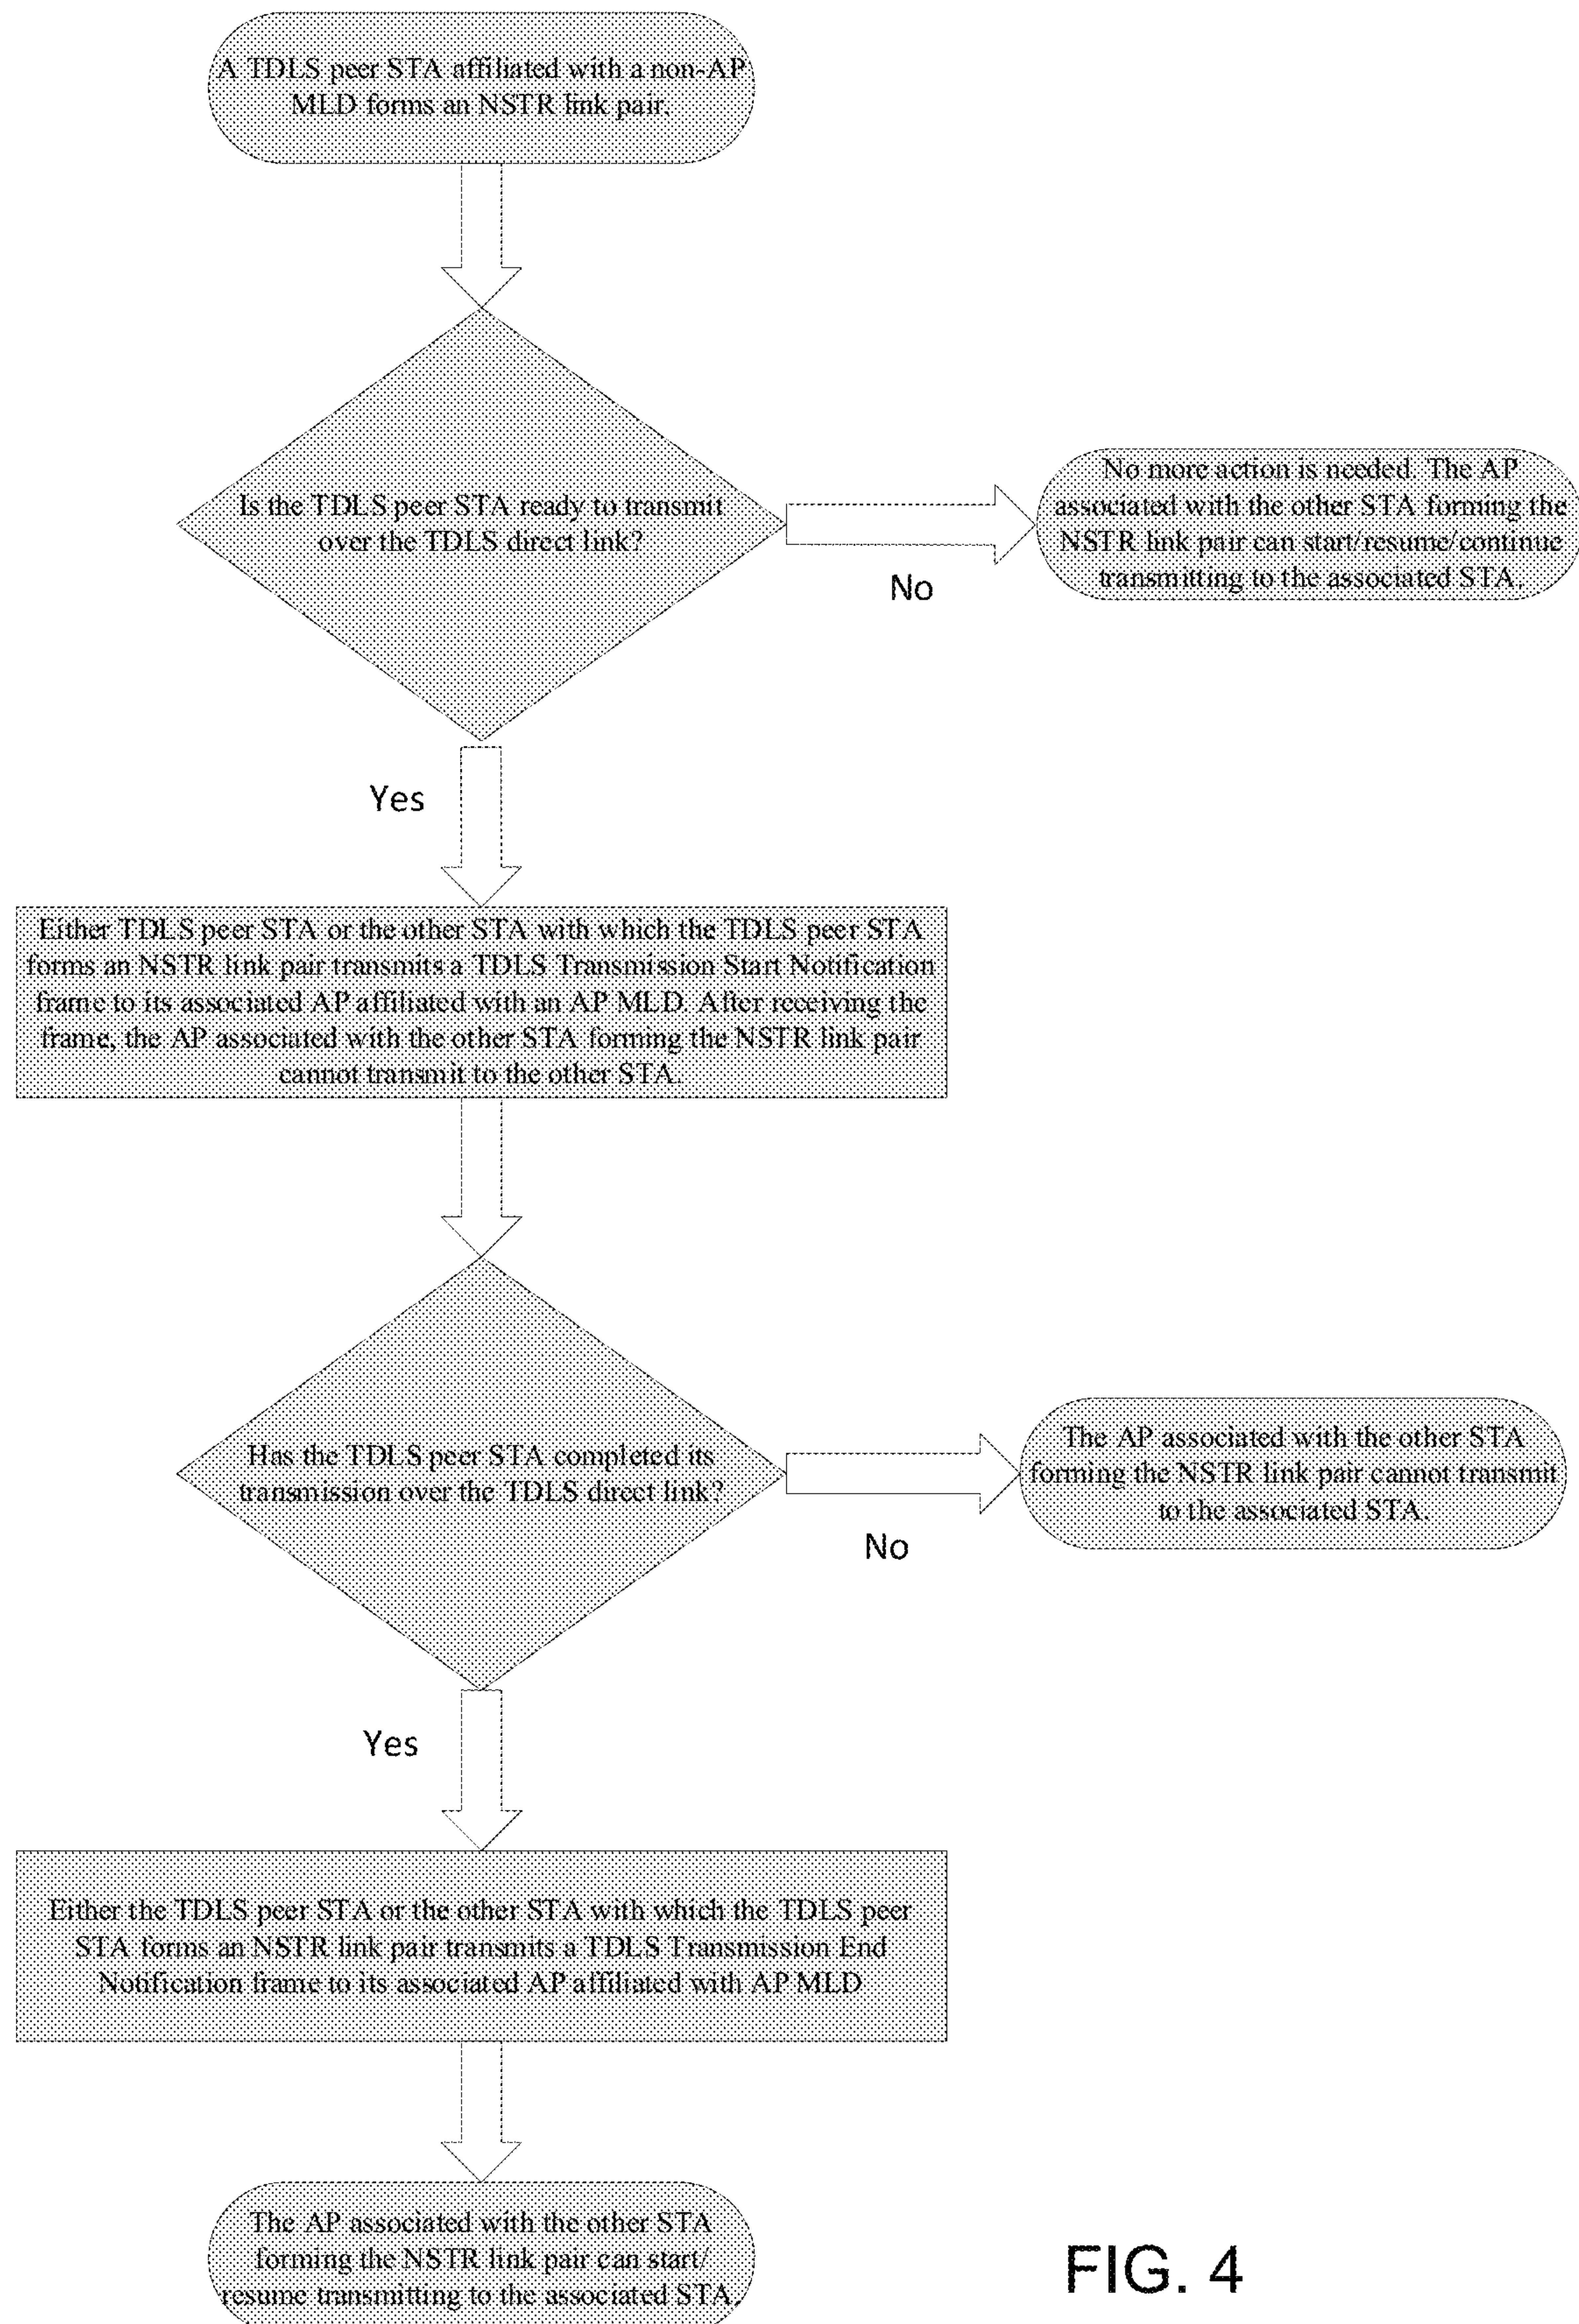 A TDLS peer STA affiliated with a non-AP
MLD forms an NSTR link pair.
Is the TDLS peer STA ready to transmit
over the TDLS direct link?
No
No more action is needed. The AP
associated with the other STA forming the
NSTR link pair can start/resume/continue
transmitting to the associated STA.
Yes
Either TDLS peer STA or the other STA with which the TDLS peer STA
forms an NSTR link pair transmits a TDLS Transmission Start Notification
frame to its associated AP affiliated with an AP MLD. After receiving the
frame, the AP associated with the other STA forming the NSTR link pair
cannot transmit to the other STA.
Has the TDLS peer STA completed its
transmission over the TDLS direct link?
No
The AP associated with the other STA
forming the NSTR link pair cannot transmit
to the associated STA.
Yes
Either the TDLS peer STA or the other STA with which the TDLS peer
STA forms an NSTR link pair transmits a TDLS Transmission End
Notification frame to its associated AP affiliated with AP MLD
The AP associated with the other STA
forming the NSTR link pair can start/
resume transmitting to the associated STA.
FIG. 4